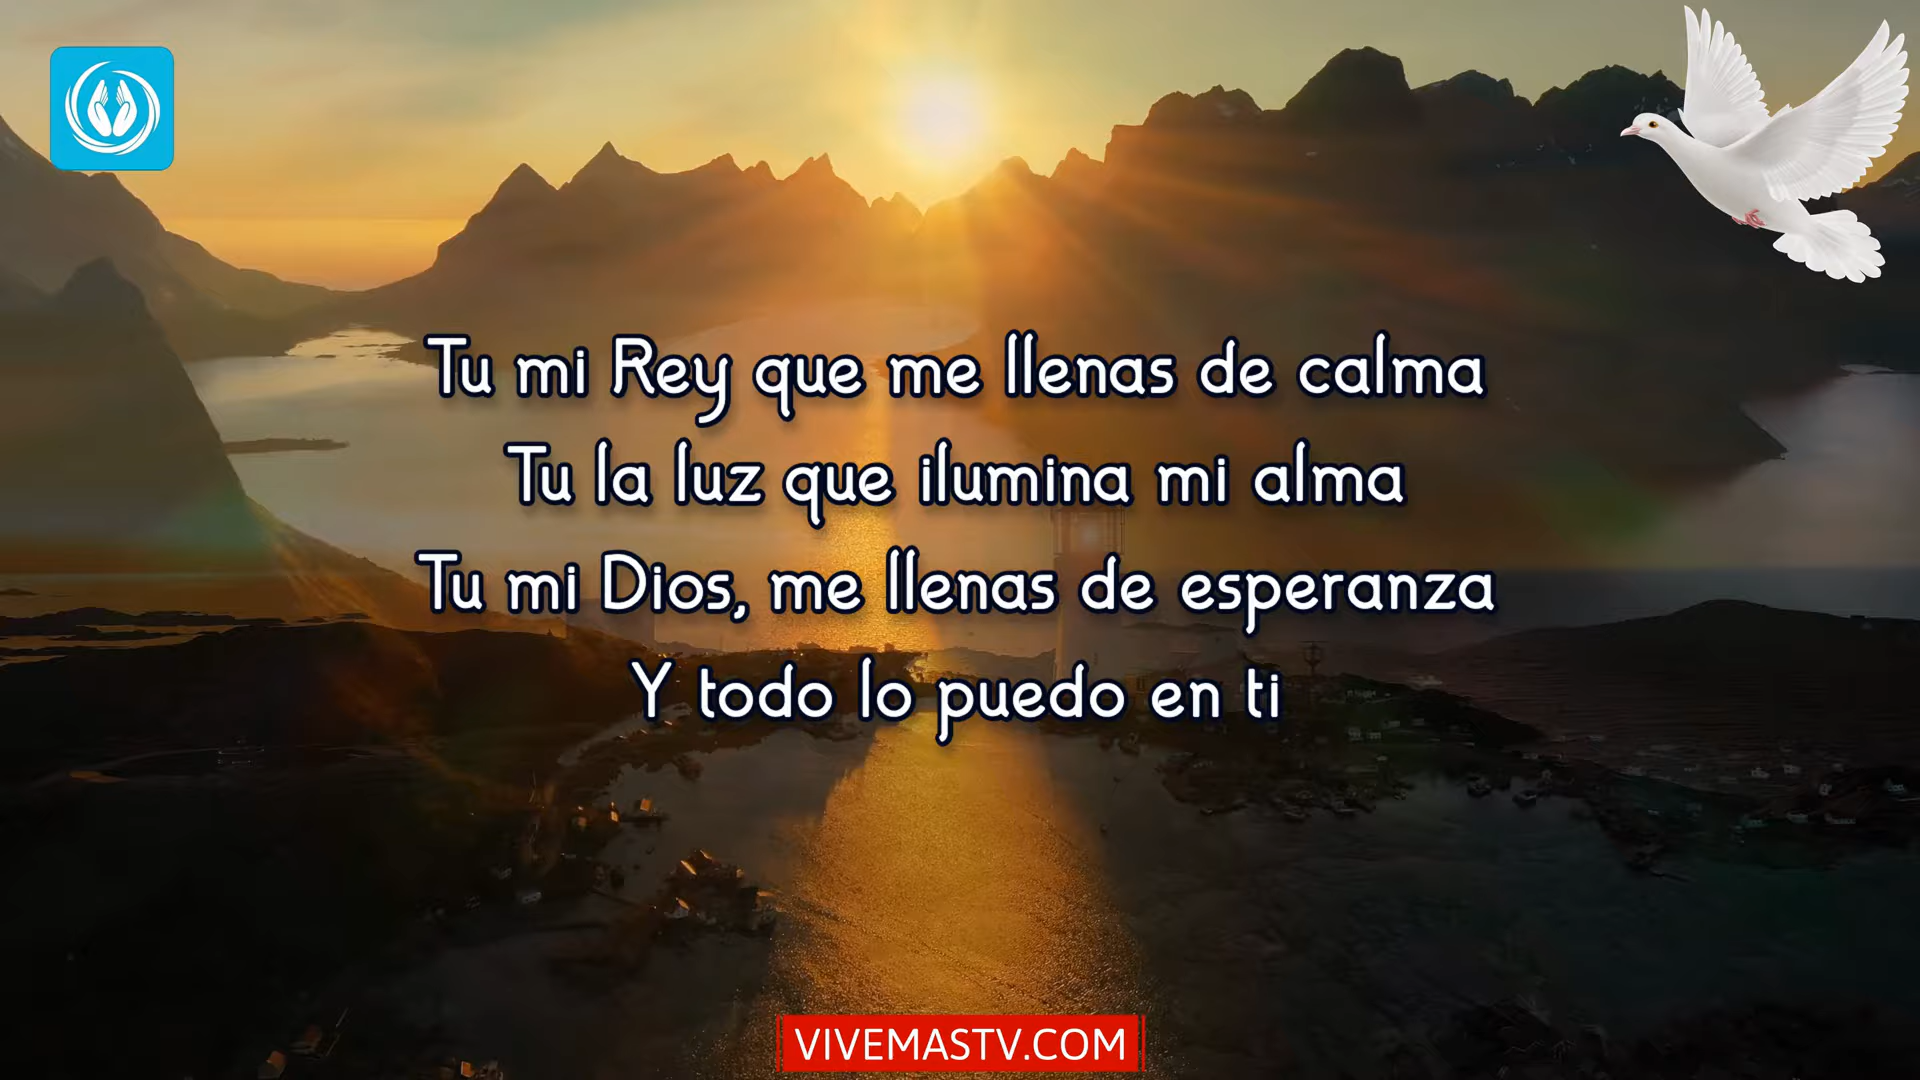 Tu mi Rey que me llenas de calma
Tu la luz que ilumina mi alma
Tu mi Dios, me llenas de esperanza
Y todo lo puedo en ti
VIVEMASTV.COM